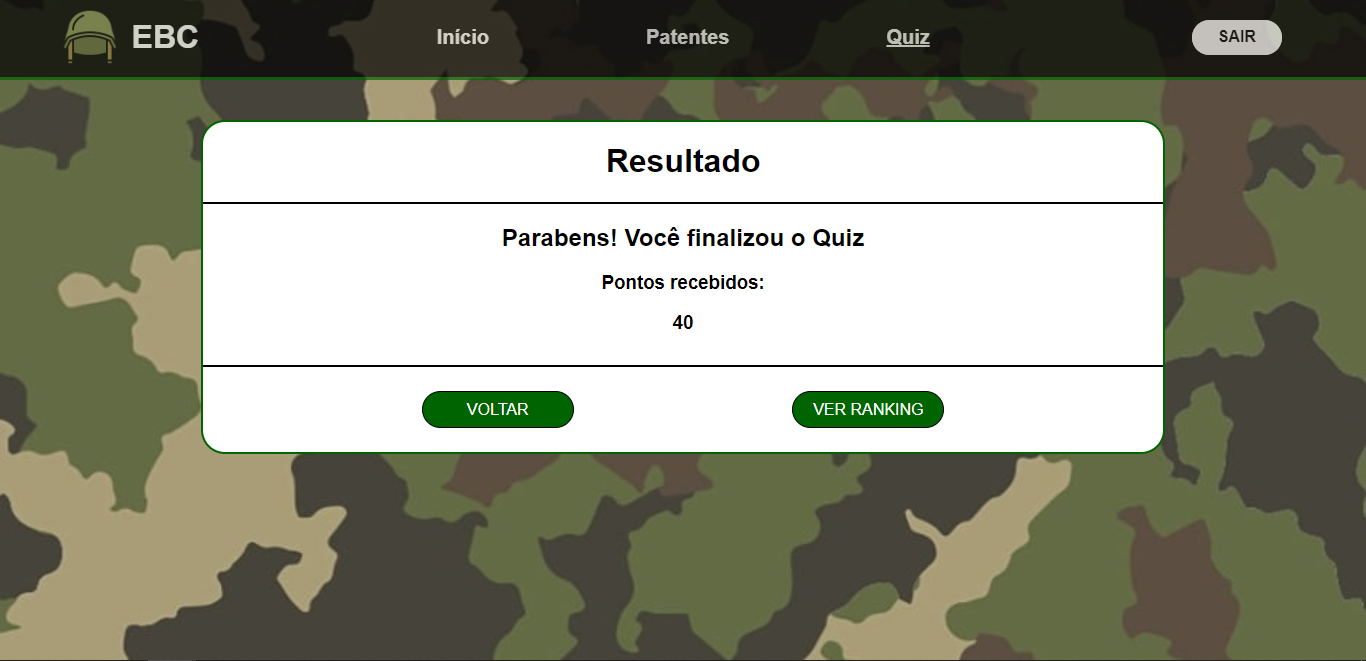 EBC
Início
Patentes
Quiz
SAIR
Resultado
Parabens! Você finalizou o Quiz
Pontos recebidos:
40
VOLTAR
VER RANKING